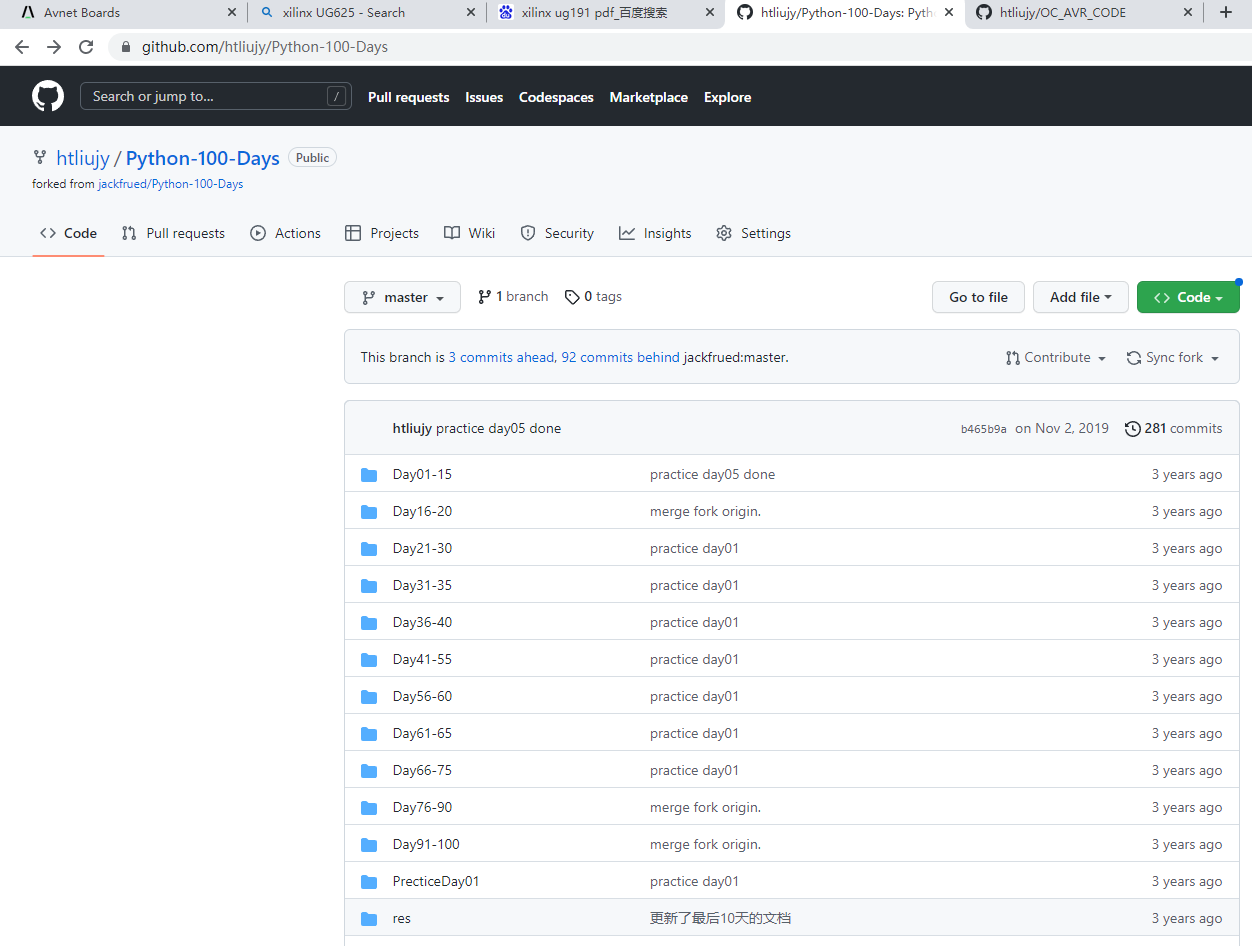 Avnet Boards
xilinx UG625 - Search
xilinx ug191 pdf_百度搜索
htliujy/Python-100-Days: Pyth
htliujy/OC_AVR_CODE
github.com/htliujy/Python-100-Days
Search or jump to...
/
Pull requests
Issues
Codespaces
Marketplace
Explore
htliujy / Python-100-Days
Public
forked from jackfrued/Python-100-Days
Code
Pull requests
Actions
Projects
Wiki
Security
Insights
Settings
master
1 branch
0 tags
Go to file
Add file
Code
This branch is 3 commits ahead, 92 commits behind jackfrued:master.
Contribute
Sync fork
htliujy practice day05 done
b465b9a on Nov 2, 2019
281 commits
Day01-15 practice day05 done 3 years ago
Day16-20 merge fork origin. 3 years ago
Day21-30 practice day01 3 years ago
Day31-35 practice day01 3 years ago
Day36-40 practice day01 3 years ago
Day41-55 practice day01 3 years ago
Day56-60 practice day01 3 years ago
Day61-65 practice day01 3 years ago
Day66-75 practice day01 3 years ago
Day76-90 merge fork origin. 3 years ago
Day91-100 merge fork origin. 3 years ago
PrecticeDay01 practice day01 3 years ago
res 更新了最后10天的文档 3 years ago